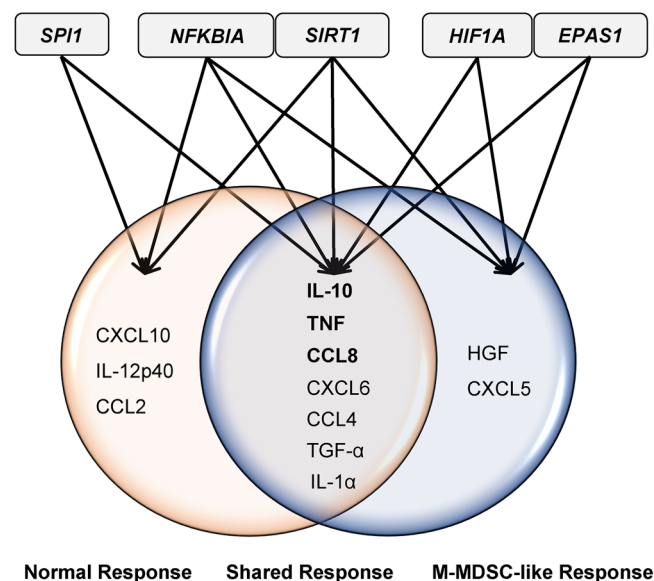 SPI1 NFKBIA SIRT1 HIF1A EPAS1
CXCL10
IL-12p40
CCL2
IL-10
TNF
CCL8
CXCL6
CCL4
TGF-α
IL-1α
HGF
CXCL5
Normal Response Shared Response M-MDSC-like Response